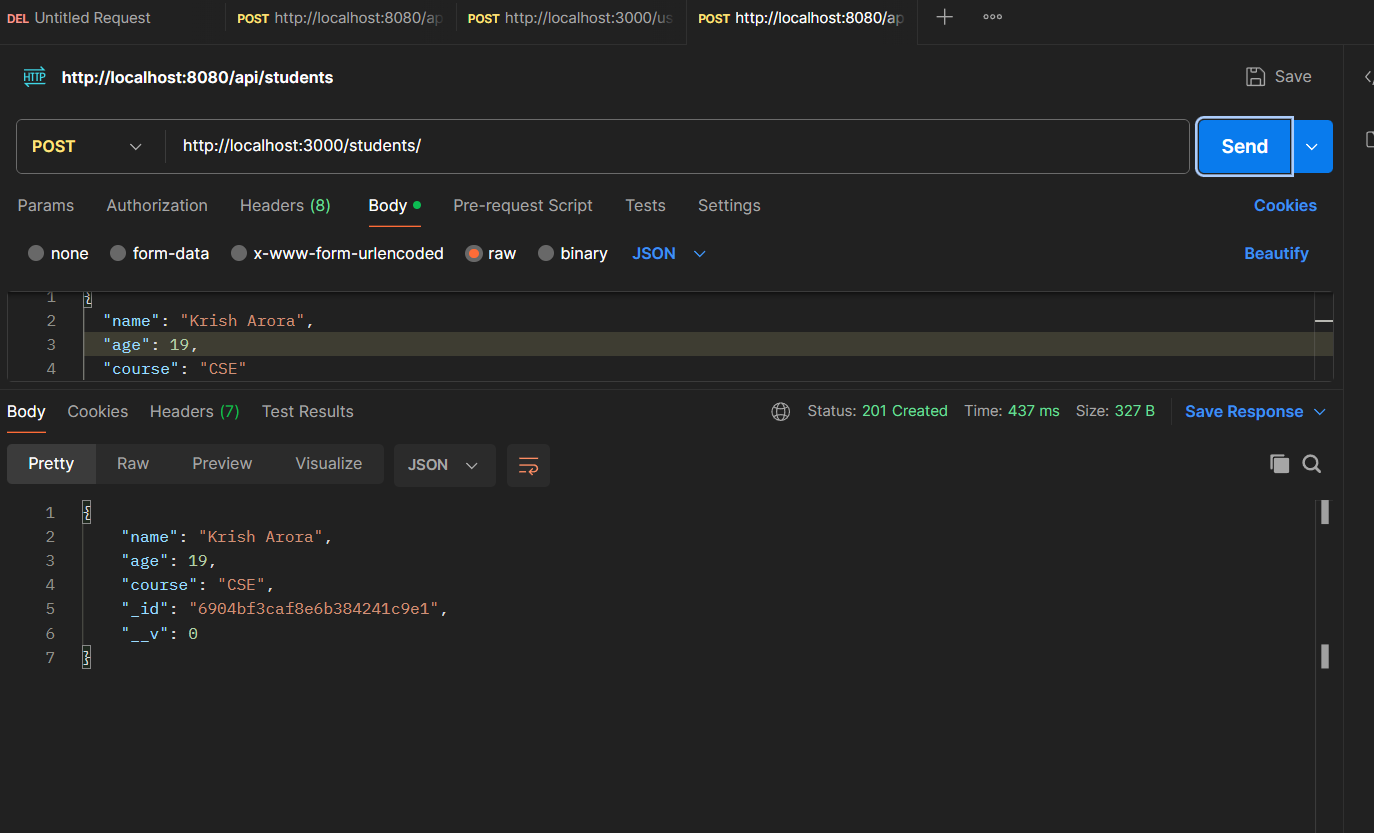 DEL Untitled Request POST http://localhost:8080/ap POST http://localhost:3000/us POST http://localhost:8080/ap
HTTP http://localhost:8080/api/students Save
POST http://localhost:3000/students/ Send
Params Authorization Headers (8) Body Pre-request Script Tests Settings Cookies
none form-data x-www-form-urlencoded raw binary JSON Beautify
1 {
2 "name": "Krish Arora",
3 "age": 19,
4 "course": "CSE"
Body Cookies Headers (7) Test Results Status: 201 Created Time: 437 ms Size: 327 B Save Response
Pretty Raw Preview Visualize JSON
1 {
2 "name": "Krish Arora",
3 "age": 19,
4 "course": "CSE",
5 "_id": "6904bf3caf8e6b384241c9e1",
6 "__v": 0
7 }